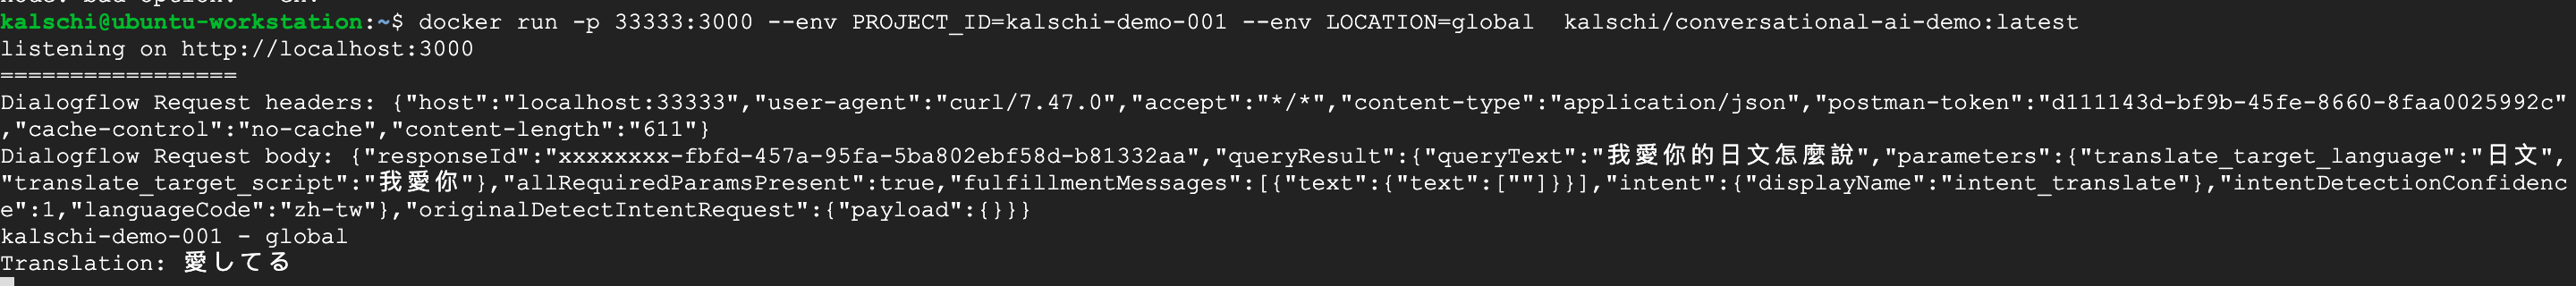 kalschi@ubuntu-workstation:~$ docker run -p 33333:3000 --env PROJECT_ID=kalschi-demo-001 --env LOCATION=global  kalschi/conversational-ai-demo:latest
listening on http://localhost:3000
=================
Dialogflow Request headers: {"host":"localhost:33333","user-agent":"curl/7.47.0","accept":"*/*","content-type":"application/json","postman-token":"d111143d-bf9b-45fe-8660-8faa0025992c"
,"cache-control":"no-cache","content-length":"611"}
Dialogflow Request body: {"responseId":"xxxxxxxx-fbfd-457a-95fa-5ba802ebf58d-b81332aa","queryResult":{"queryText":"我愛你的日文怎麼說","parameters":{"translate_target_language":"日文",
"translate_target_script":"我愛你"},"allRequiredParamsPresent":true,"fulfillmentMessages":[{"text":{"text":[""]}}],"intent":{"displayName":"intent_translate"},"intentDetectionConfidenc
e":1,"languageCode":"zh-tw"},"originalDetectIntentRequest":{"payload":{}}}
kalschi-demo-001 - global
Translation: 愛してる